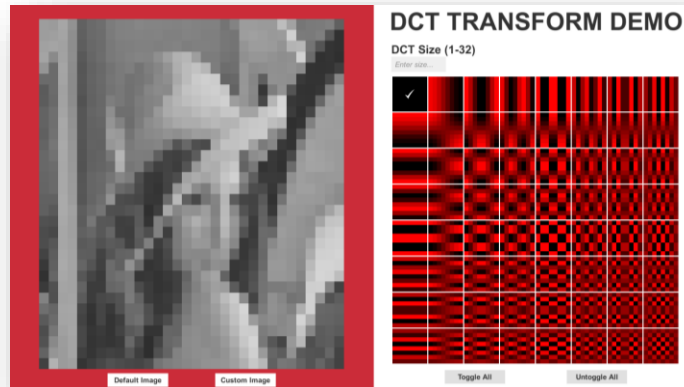 DCT TRANSFORM DEMO
DCT Size (1-32)
Enter size...
Default Image
Custom Image
Toggle All
Untoggle All